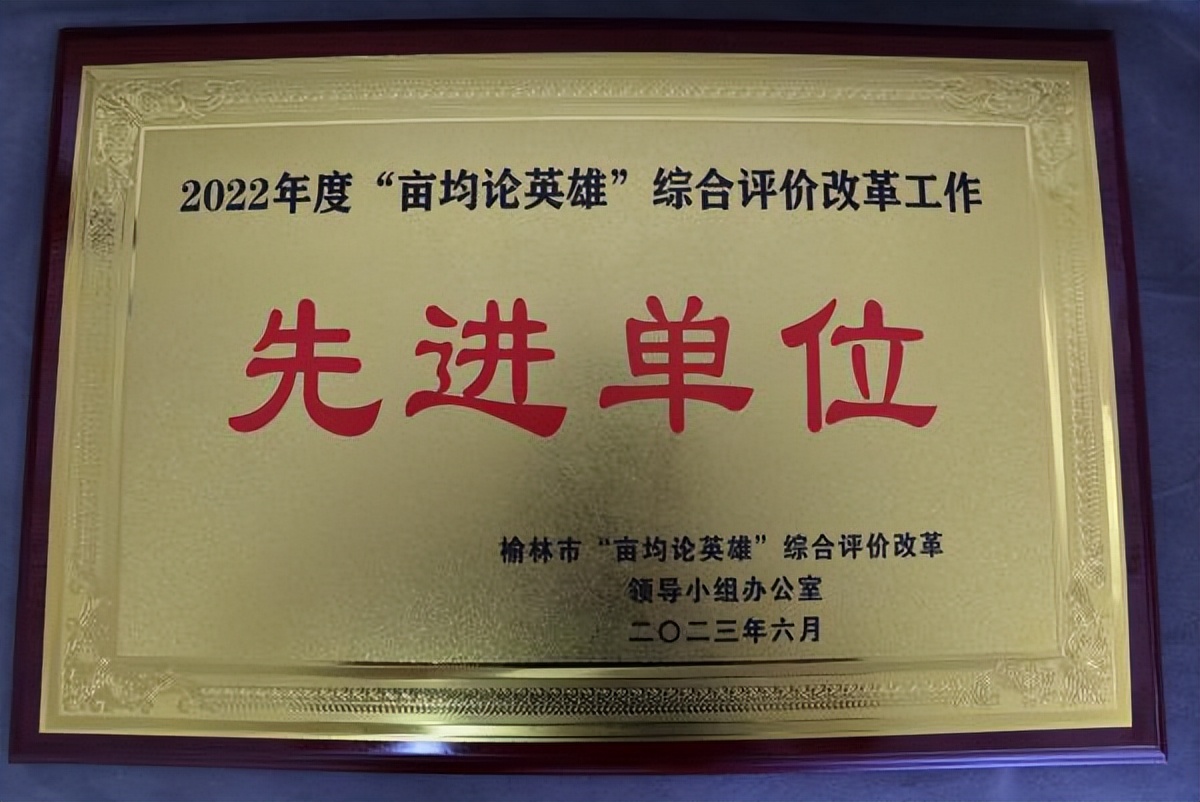 2022年度“亩均论英雄”综合评价改革工作
先进单位
榆林市“亩均论英雄”综合评价改革
领导小组办公室
二〇二三年六月